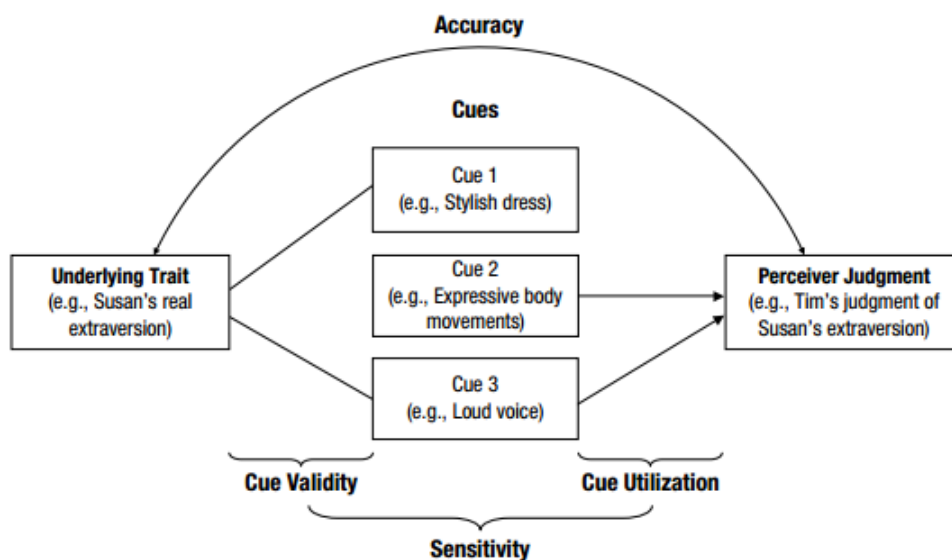 Accuracy
Cues
Cue 1
(e.g., Stylish dress)
Underlying Trait
(e.g., Susan's real
extraversion)
Cue 2
(e.g., Expressive body
movements)
Perceiver Judgment
(e.g., Tim's judgment of
Susan's extraversion)
Cue 3
(e.g., Loud voice)
Cue Validity
Cue Utilization
Sensitivity